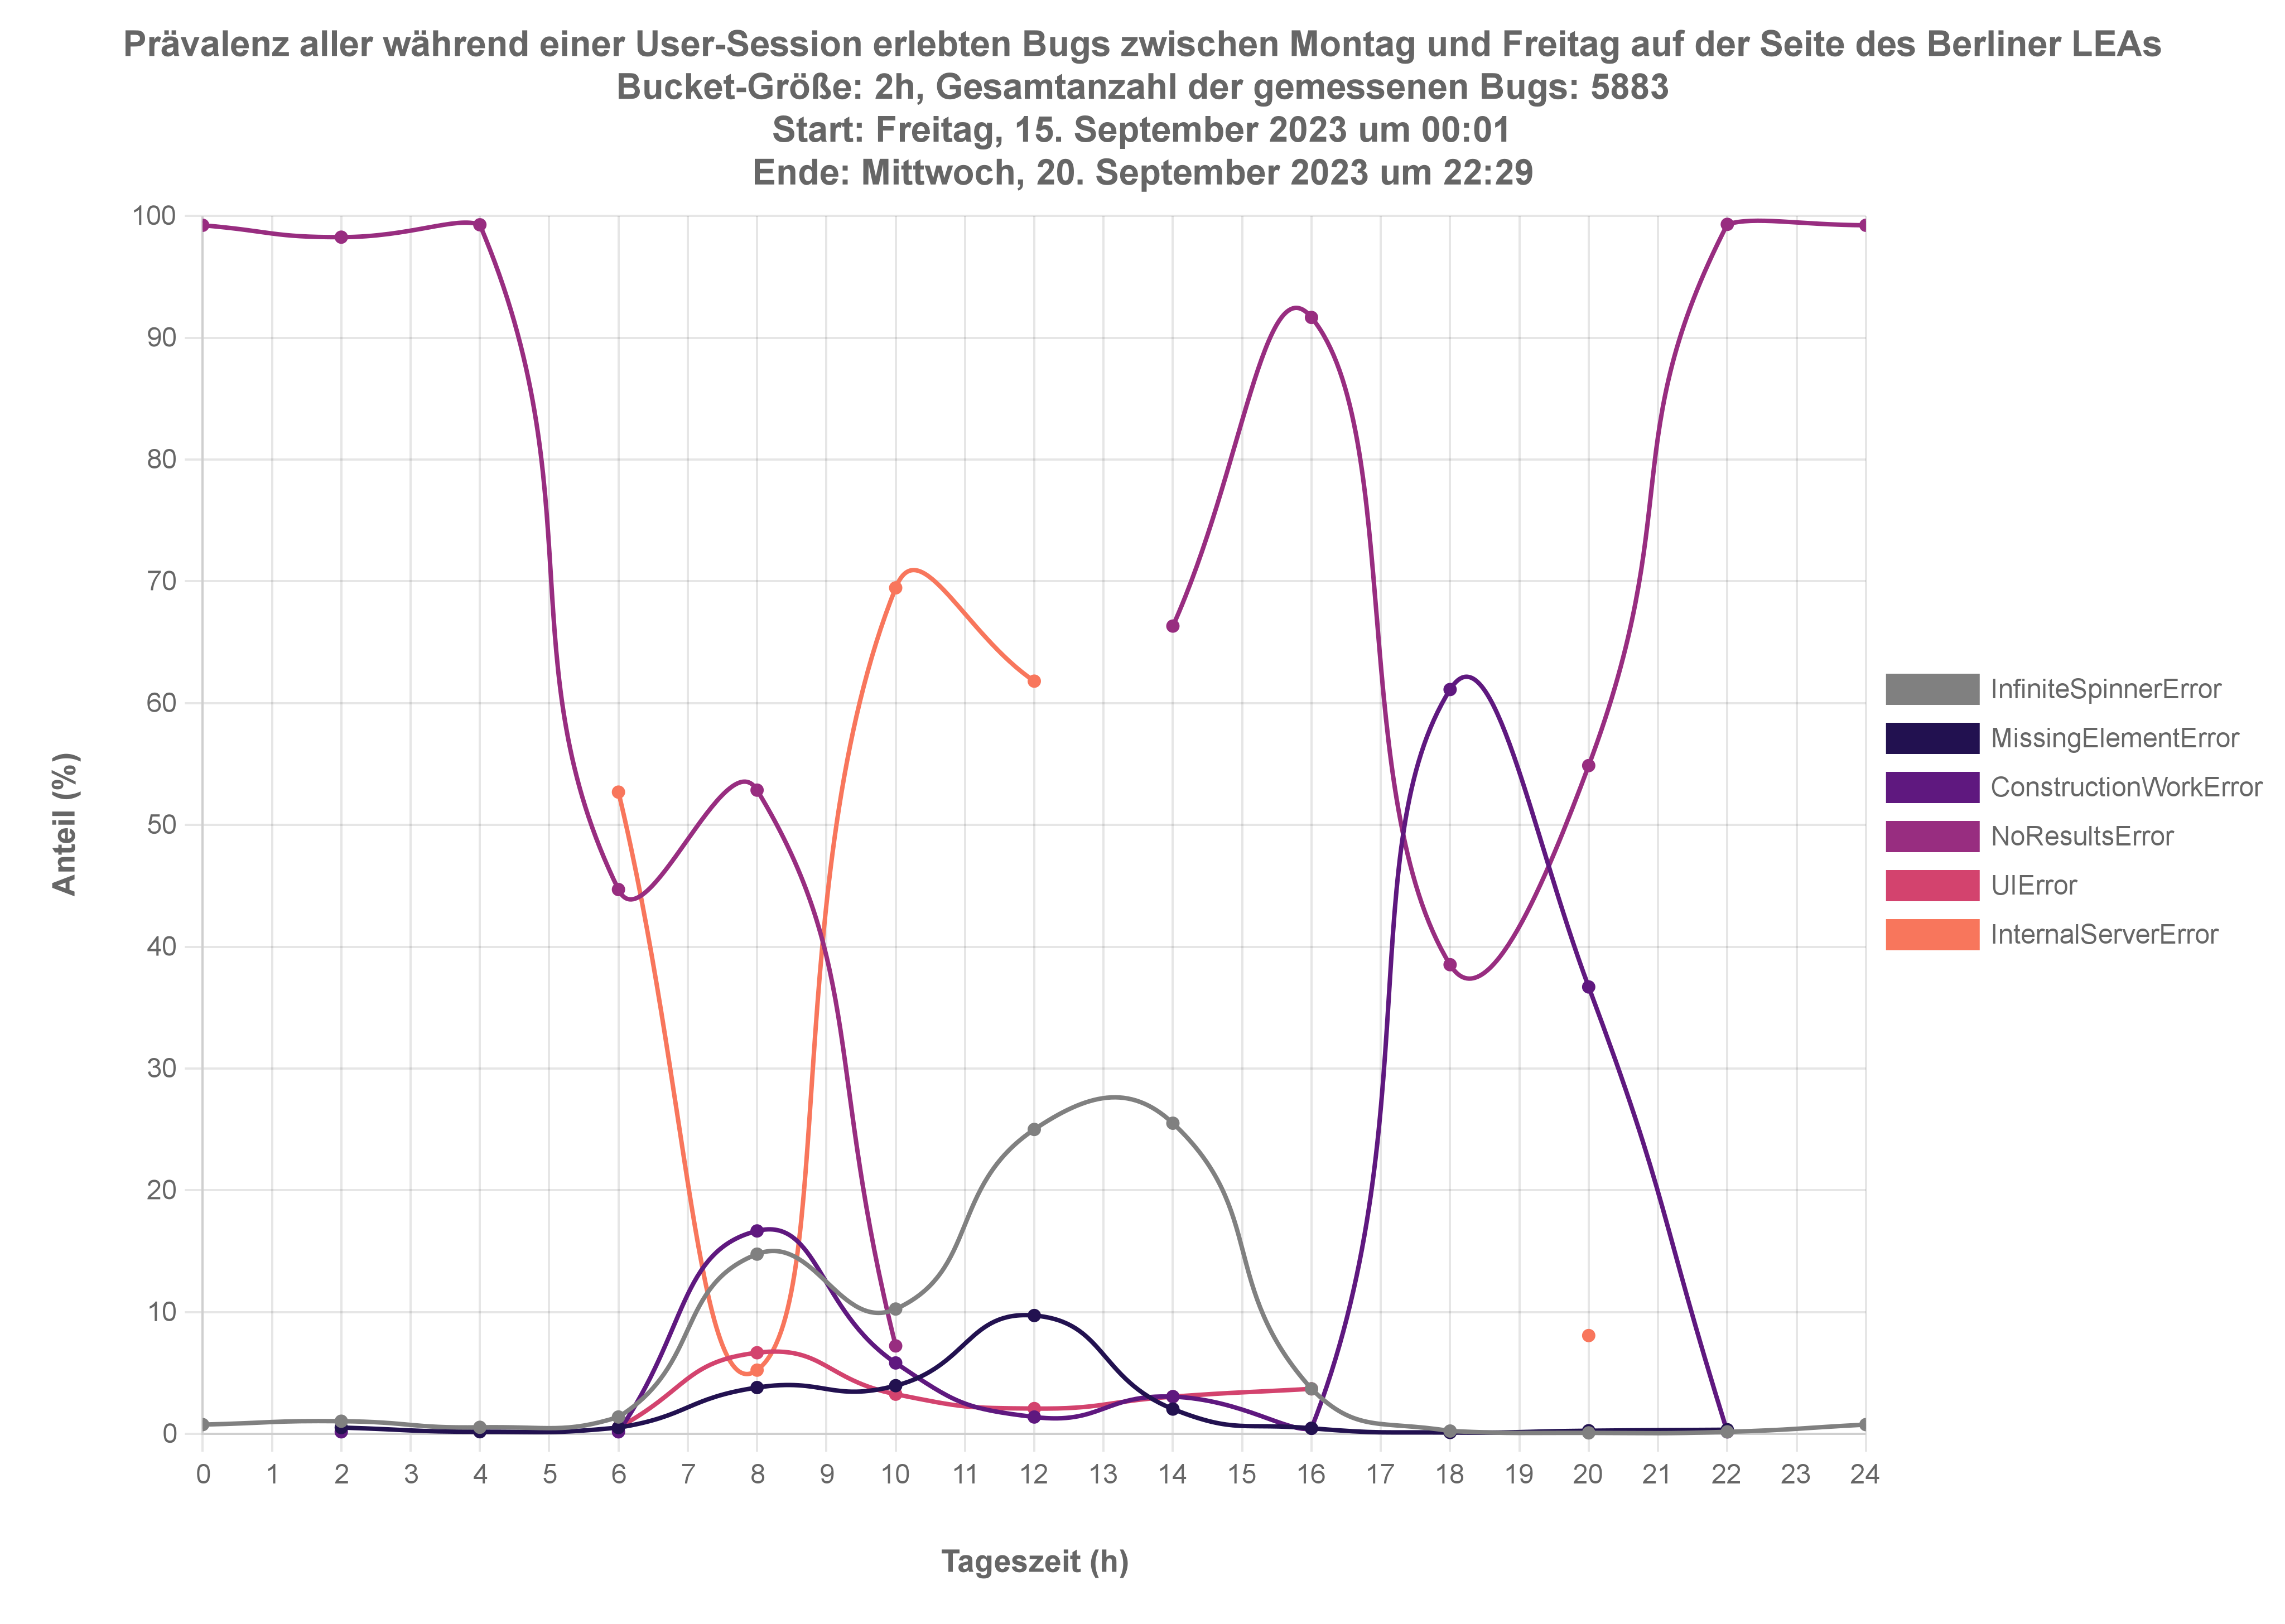 Prävalenz aller während einer User-Session erlebten Bugs zwischen Montag und Freitag auf der Seite des Berliner LEAs
Bucket-Größe: 2h, Gesamtanzahl der gemessenen Bugs: 5883
Start: Freitag, 15. September 2023 um 00:01
Ende: Mittwoch, 20. September 2023 um 22:29
100
90
80
70
60
50
40
30
20
10
0
Anteil (%)
0 1 2 3 4 5 6 7 8 9 10 11 12 13 14 15 16 17 18 19 20 21 22 23 24
Tageszeit (h)
InfiniteSpinnerError
MissingElementError
ConstructionWorkError
NoResultsError
UIError
InternalServerError